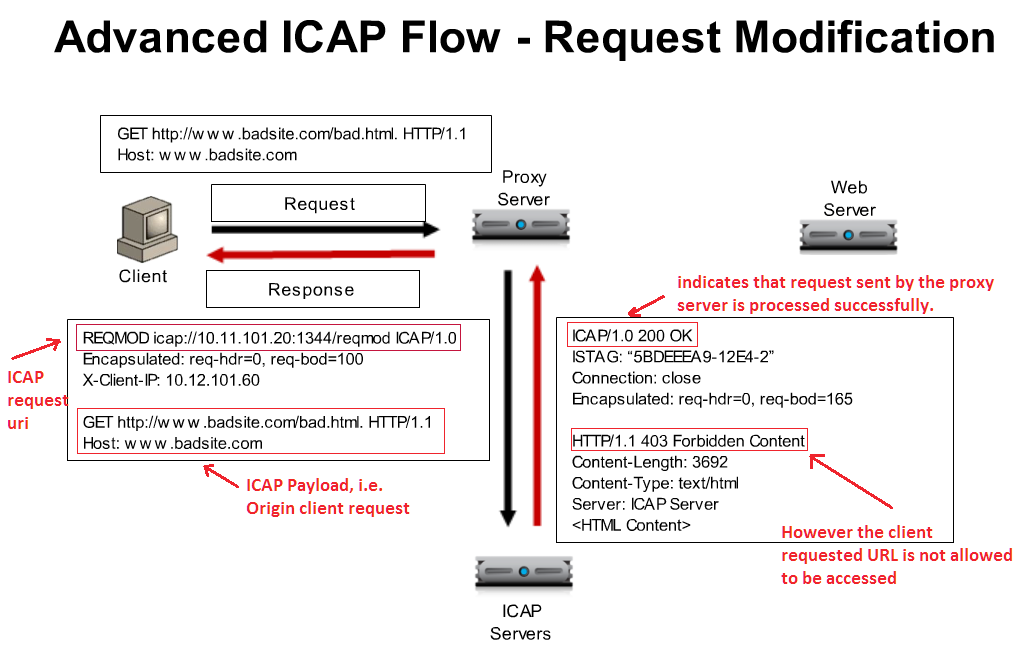 Advanced ICAP Flow - Request Modification
GET http://w w w .badsite.com/bad.html. HTTP/1.1
Host: w w w .badsite.com
Proxy
Server
Web
Server
Request
Client
Response
indicates that request sent by the proxy
server is processed successfully.
REQMOD icap://10.11.101.20:1344/reqmod ICAP/1.0
Encapsulated: req-hdr=0, req-bod=100
X-Client-IP: 10.12.101.60
GET http://w w w .badsite.com/bad.html. HTTP/1.1
Host: w w w .badsite.com
ICAP
request
uri
ICAP Payload, i.e.
Origin client request
ICAP/1.0 200 OK
ISTAG: “5BDEEEA9-12E4-2”
Connection: close
Encapsulated: req-hdr=0, req-bod=165
HTTP/1.1 403 Forbidden Content
Content-Length: 3692
Content-Type: text/html
Server: ICAP Server
<HTML Content>
However the client
requested URL is not allowed
to be accessed
ICAP
Servers